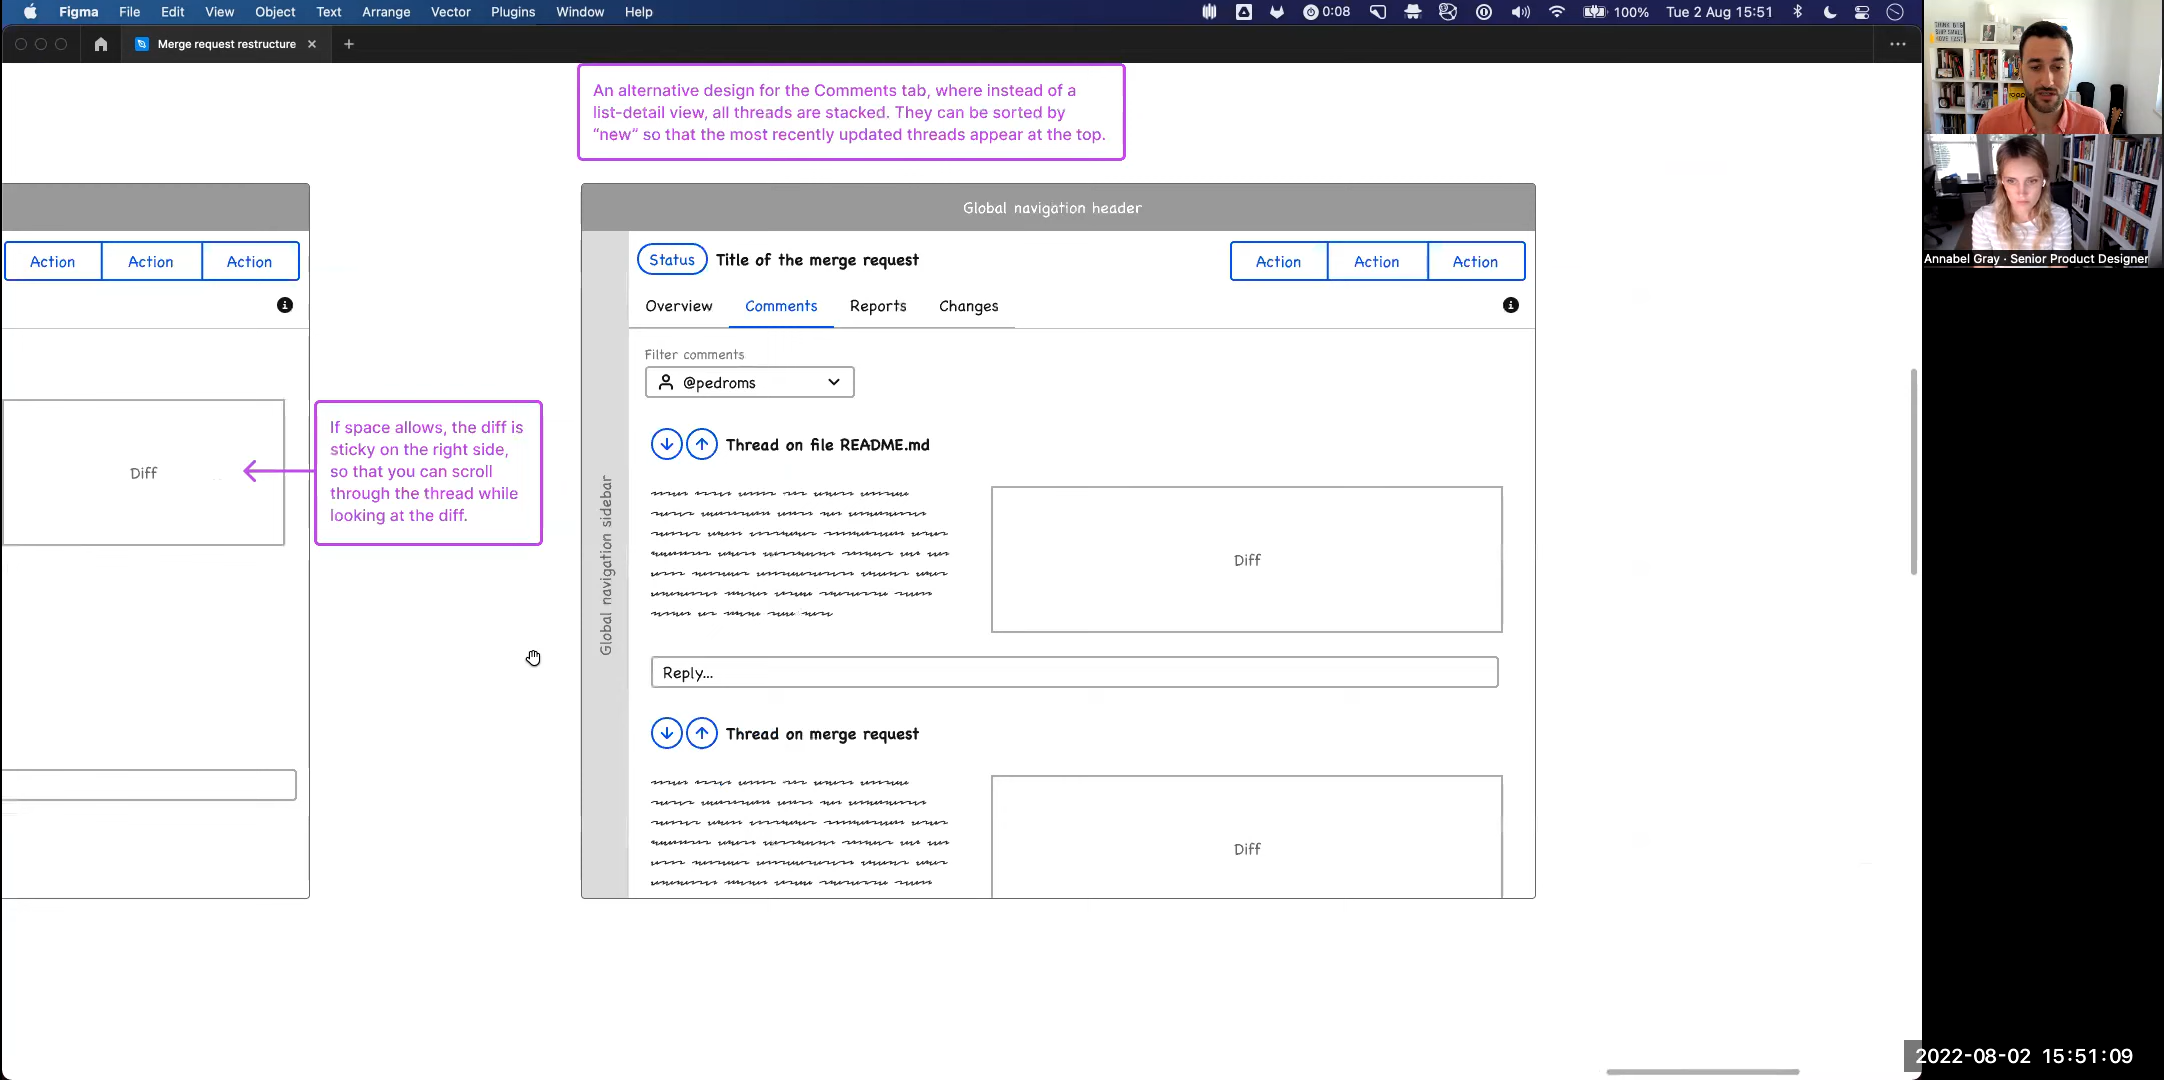 Figma File Edit View Object Text Arrange Vector Plugins Window Help
0:08 100% Tue 2 Aug 15:51
Merge request restructure
An alternative design for the Comments tab, where instead of a
list-detail view, all threads are stacked. They can be sorted by
“new” so that the most recently updated threads appear at the top.
Action Action Action
Diff
If space allows, the diff is
sticky on the right side,
so that you can scroll
through the thread while
looking at the diff.
Global navigation header
Global navigation sidebar
Status Title of the merge request
Action Action Action
Overview Comments Reports Changes
Filter comments
@pedroms
Thread on file README.md
Diff
Reply...
Thread on merge request
Diff
THINK BIG
SHIP SMALL
MOVE FAST
Annabel Gray · Senior Product Designer
2022-08-02 15:51:09